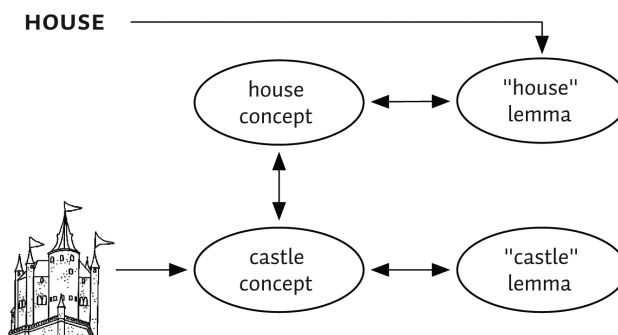 HOUSE
house
concept
"house"
lemma
castle
concept
"castle"
lemma